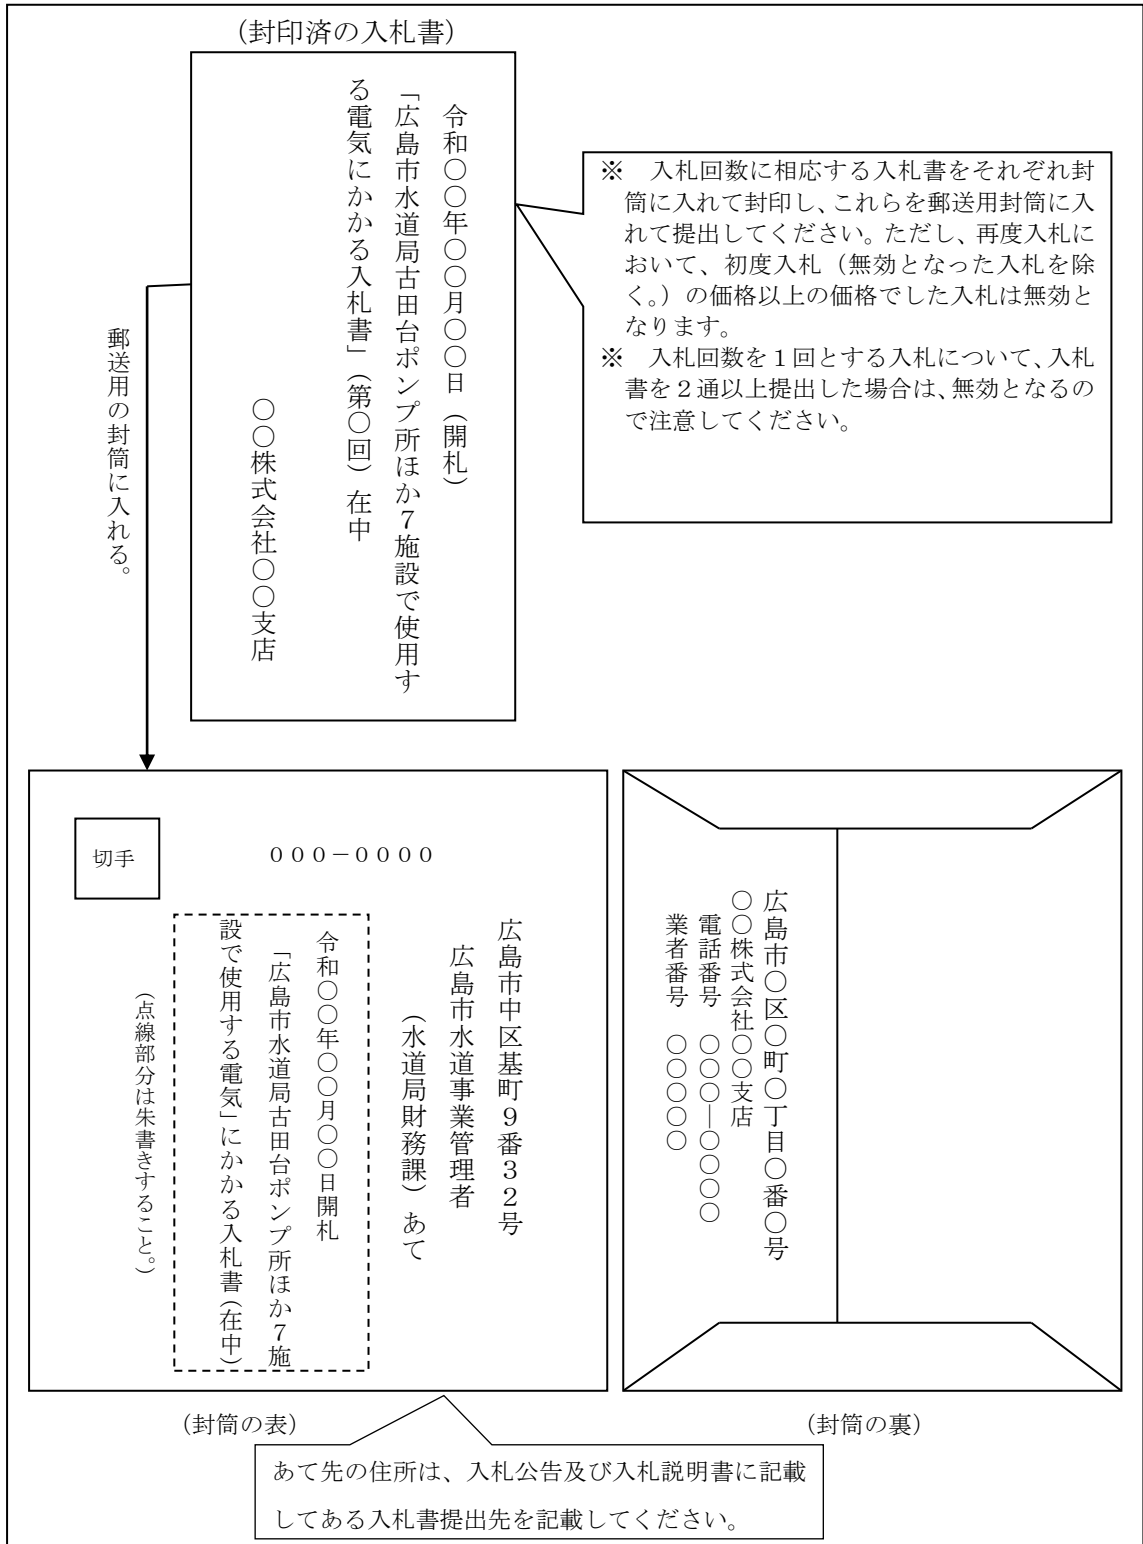 （封印済の入札書）
令和〇〇年〇〇月〇〇日（開札）
「広島市水道局古田台ポンプ所ほか７施設で使用す
る電気にかかる入札書」（第〇回）在中
〇〇株式会社〇〇支店
※　入札回数に相応する入札書をそれぞれ封
筒に入れて封印し、これらを郵送用封筒に入
れて提出してください。ただし、再度入札に
おいて、初度入札（無効となった入札を除
く。）の価格以上の価格でした入札は無効と
なります。
※　入札回数を１回とする入札について、入札
書を２通以上提出した場合は、無効となるの
で注意してください。
郵送用の封筒に入れる。
切手
０００－００００
広島市中区基町９番３２号
広島市水道事業管理者
（水道局財務課）あて
令和〇〇年〇〇月〇〇日開札
「広島市水道局古田台ポンプ所ほか７施
設で使用する電気」にかかる入札書（在中）
（点線部分は朱書きすること。）
（封筒の表）
広島市〇区〇町〇丁目〇番〇号
〇〇株式会社〇〇支店
電話番号　〇〇〇―〇〇〇〇
業者番号　〇〇〇〇〇
（封筒の裏）
あて先の住所は、入札公告及び入札説明書に記載
してある入札書提出先を記載してください。